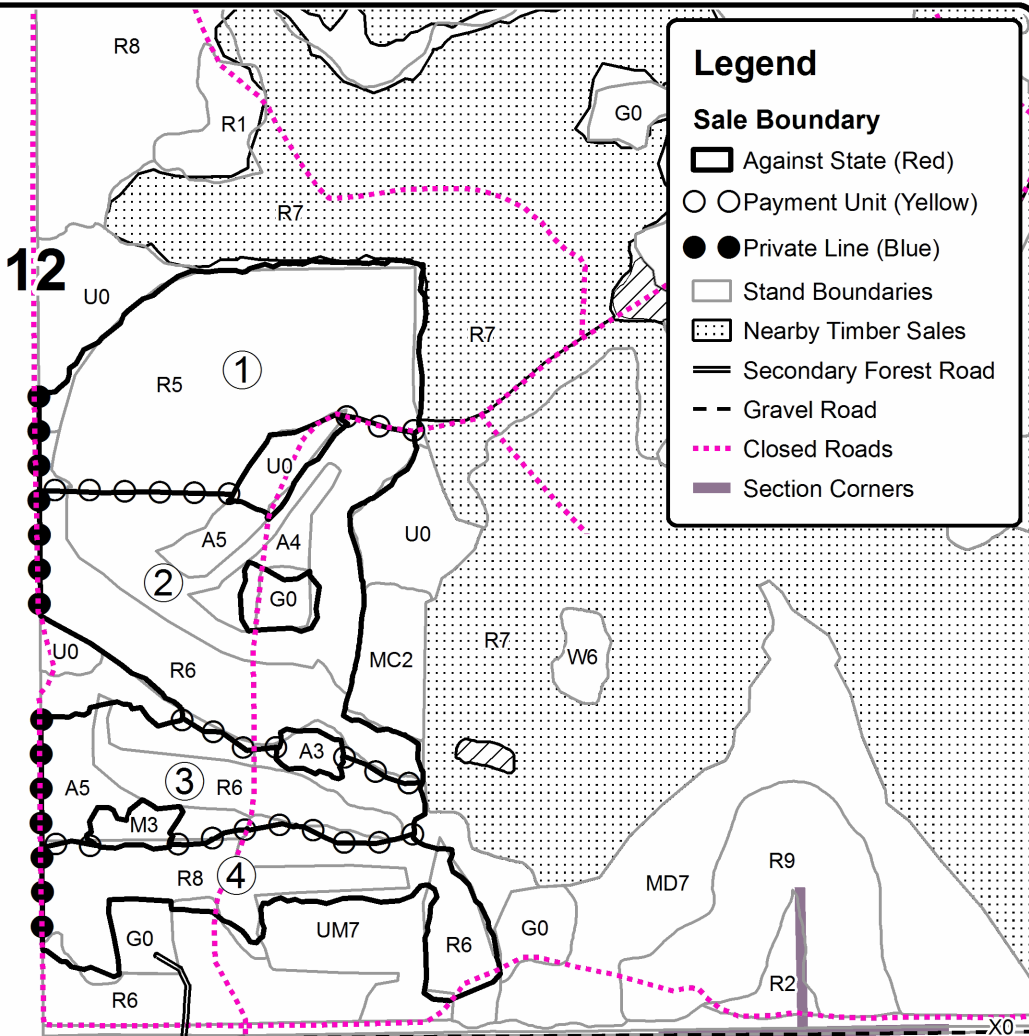 R8
R1
G0
R7
12
U0
R7
R5
1
U0
A5
A4
U0
2
G0
R7
W6
U0
R6
MC2
A3
3
A5
R6
M3
R9
4
R8
MD7
G0
UM7
G0
R6
R2
R6
X0
Legend
Sale Boundary
Against State (Red)
Payment Unit (Yellow)
Private Line (Blue)
Stand Boundaries
Nearby Timber Sales
Secondary Forest Road
Gravel Road
Closed Roads
Section Corners